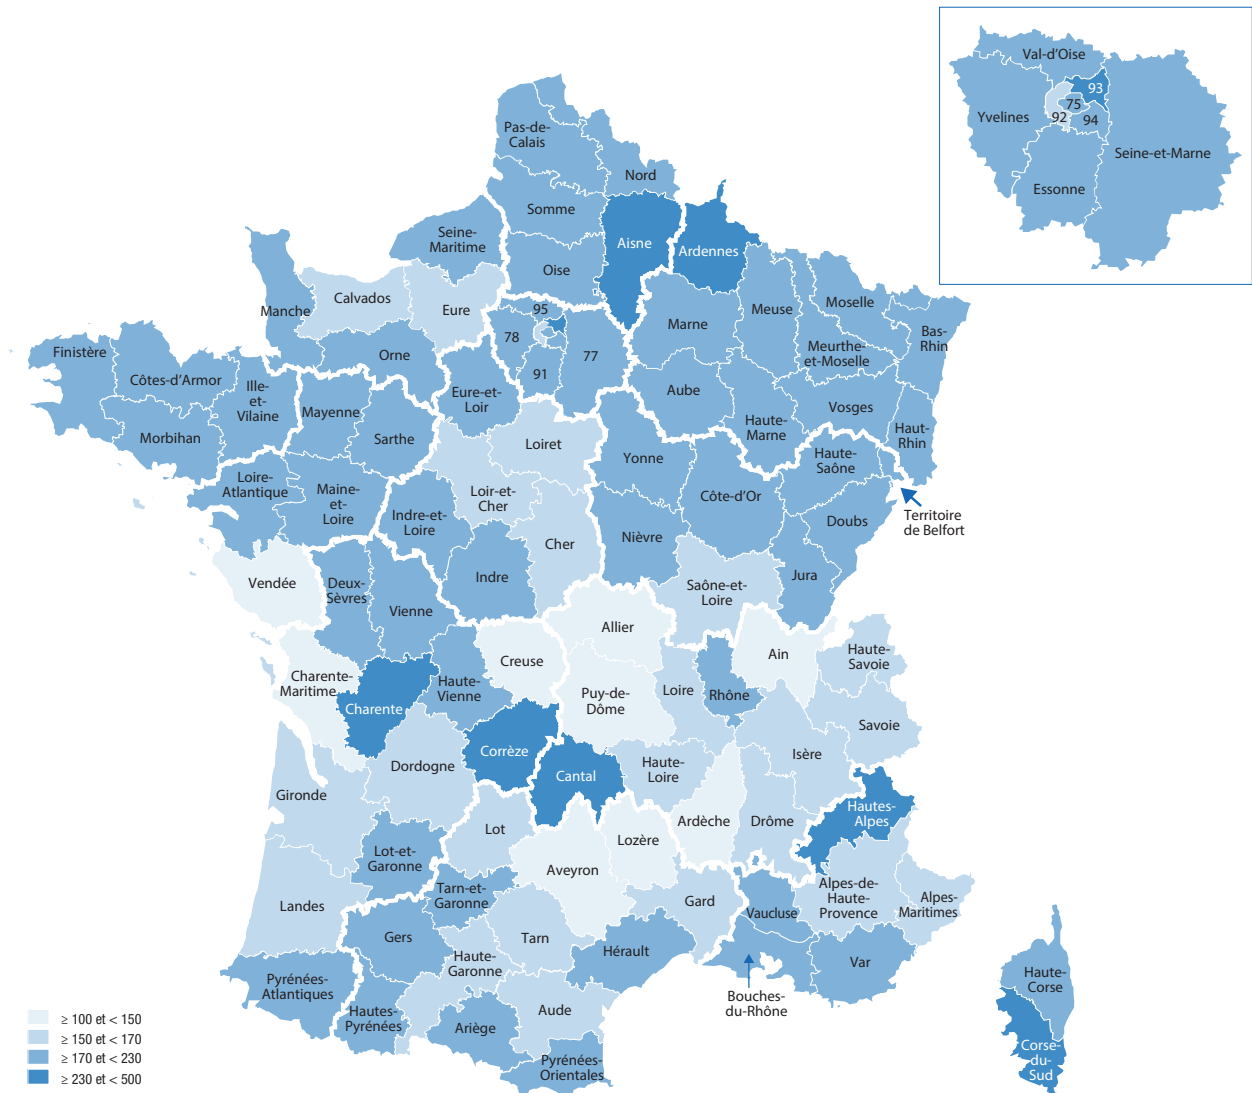 Val-d'Oise
93
75
Yvelines
92
94
Seine-et-Marne
Essonne
Pas-de-
Calais
Nord
Somme
Seine-
Maritime
Aisne
Ardennes
Oise
Calvados
Eure
Manche
95
78
77
91
Marne
Meuse
Moselle
Bas-
Rhin
Meurthe-
et-Moselle
Orne
Finistère
Côtes-d'Armor
Ille-
et-
Vilaine
Mayenne
Morbihan
Sarthe
Eure-et-
Loir
Aube
Haute-
Marne
Vosges
Haut-
Rhin
Loiret
Yonne
Haute-
Saône
Loire-
Atlantique
Maine-
et-
Loire
Indre-et-
Loire
Loir-et-
Cher
Côte-d'Or
Territoire
de Belfort
Doubs
Cher
Nièvre
Vendée
Deux-
Sèvres
Vienne
Indre
Saône-et-
Loire
Jura
Allier
Creuse
Ain
Haute-
Savoie
Charente-
Maritime
Charente
Haute-
Vienne
Puy-de-
Dôme
Loire
Rhône
Savoie
Isère
Corrèze
Dordogne
Cantal
Haute-
Loire
Gironde
Lot
Lozère
Ardèche
Drôme
Hautes-
Alpes
Lot-et-
Garonne
Aveyron
Tarn-et-
Garonne
Landes
Gard
Vaucluse
Alpes-de-
Haute-
Provence
Alpes-
Maritimes
Gers
Tarn
Haute-
Garonne
Hérault
Var
Bouches-
du-Rhône
Pyrénées-
Atlantiques
Hautes-
Pyrénées
Ariège
Aude
Pyrénées-
Orientales
Haute-
Corse
Corse-
du-
Sud
≥ 100 et < 150
≥ 150 et < 170
≥ 170 et < 230
≥ 230 et < 500